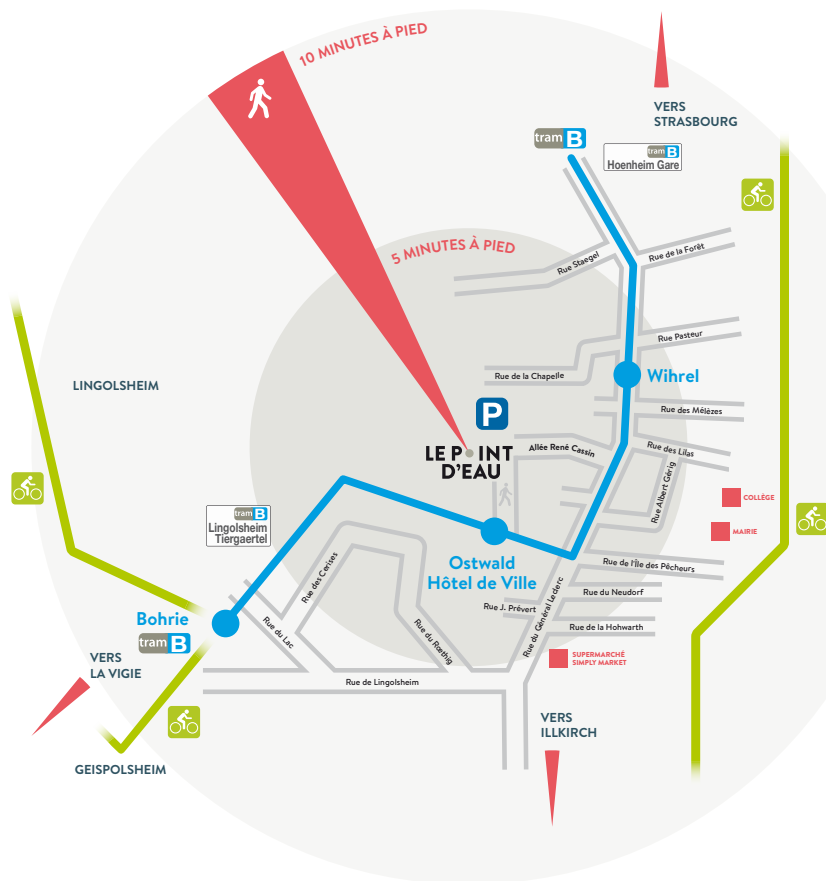 10 MINUTES À PIED
VERS
STRASBOURG
tram B
tram B
Hoenheim Gare
5 MINUTES À PIED
Rue Staegel
Rue de la Forêt
Rue Pasteur
Rue de la Chapelle
Wihrel
LINGOLSHEIM
P
Rue des Mélèzes
LE POINT
D'EAU
Allée René Cassin
Rue des Lilas
Rue Albert Gérig
COLLÈGE
MAIRIE
tram B
Lingolsheim
Tiergaertel
Ostwald
Hôtel de Ville
Rue des Cerises
Rue de l'Île des Pêcheurs
Rue du Neudorf
Rue J. Prévert
Rue du Général Leclerc
Rue de la Hohwarth
Bohrie
tram B
Rue du Lac
Rue du Rœthig
SUPERMARCHÉ
SIMPLY MARKET
VERS
LA VIGIE
Rue de Lingolsheim
VERS
ILLKIRCH
GEISPOLSHEIM